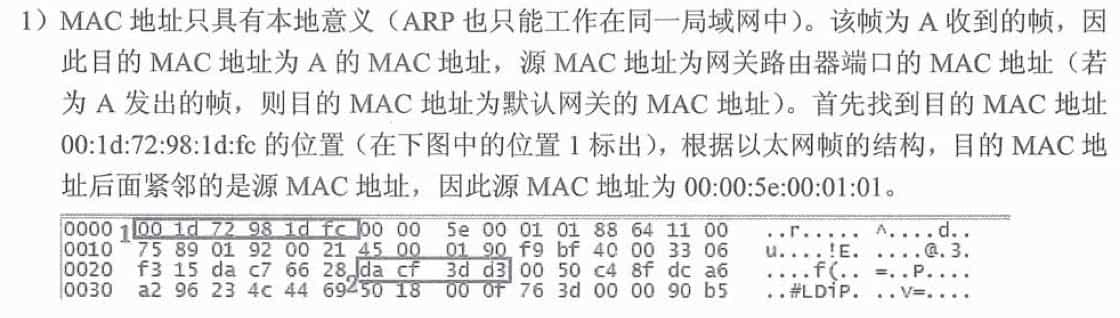 1）MAC 地址只具有本地意义（ARP 也只能工作在同一局域网中）。该帧为 A 收到的帧，因
此目的 MAC 地址为 A 的 MAC 地址，源 MAC 地址为网关路由器端口的 MAC 地址（若
为 A 发出的帧，则目的 MAC 地址为默认网关的 MAC 地址）。首先找到目的 MAC 地址
00:1d:72:98:1d:fc 的位置（在下图中的位置 1 标出），根据以太网帧的结构，目的 MAC 地
址后面紧邻的是源 MAC 地址，因此源 MAC 地址为 00:00:5e:00:01:01。
0000 1 00 1d 72 98 1d fc 00 00 5e 00 01 01 88 64 11 00 ..r..... ^....d..
0010 75 89 01 92 00 21 45 00 01 90 f9 bf 40 00 33 06 u....!E. ....@.3.
0020 f3 15 da c7 66 28 da cf 3d d3 00 50 c4 8f dc a6 ....f(.. =..P....
0030 a2 96 23 4c 44 69 2 50 18 00 0f 76 3d 00 00 90 b5 ..#LDiP. ..v=....